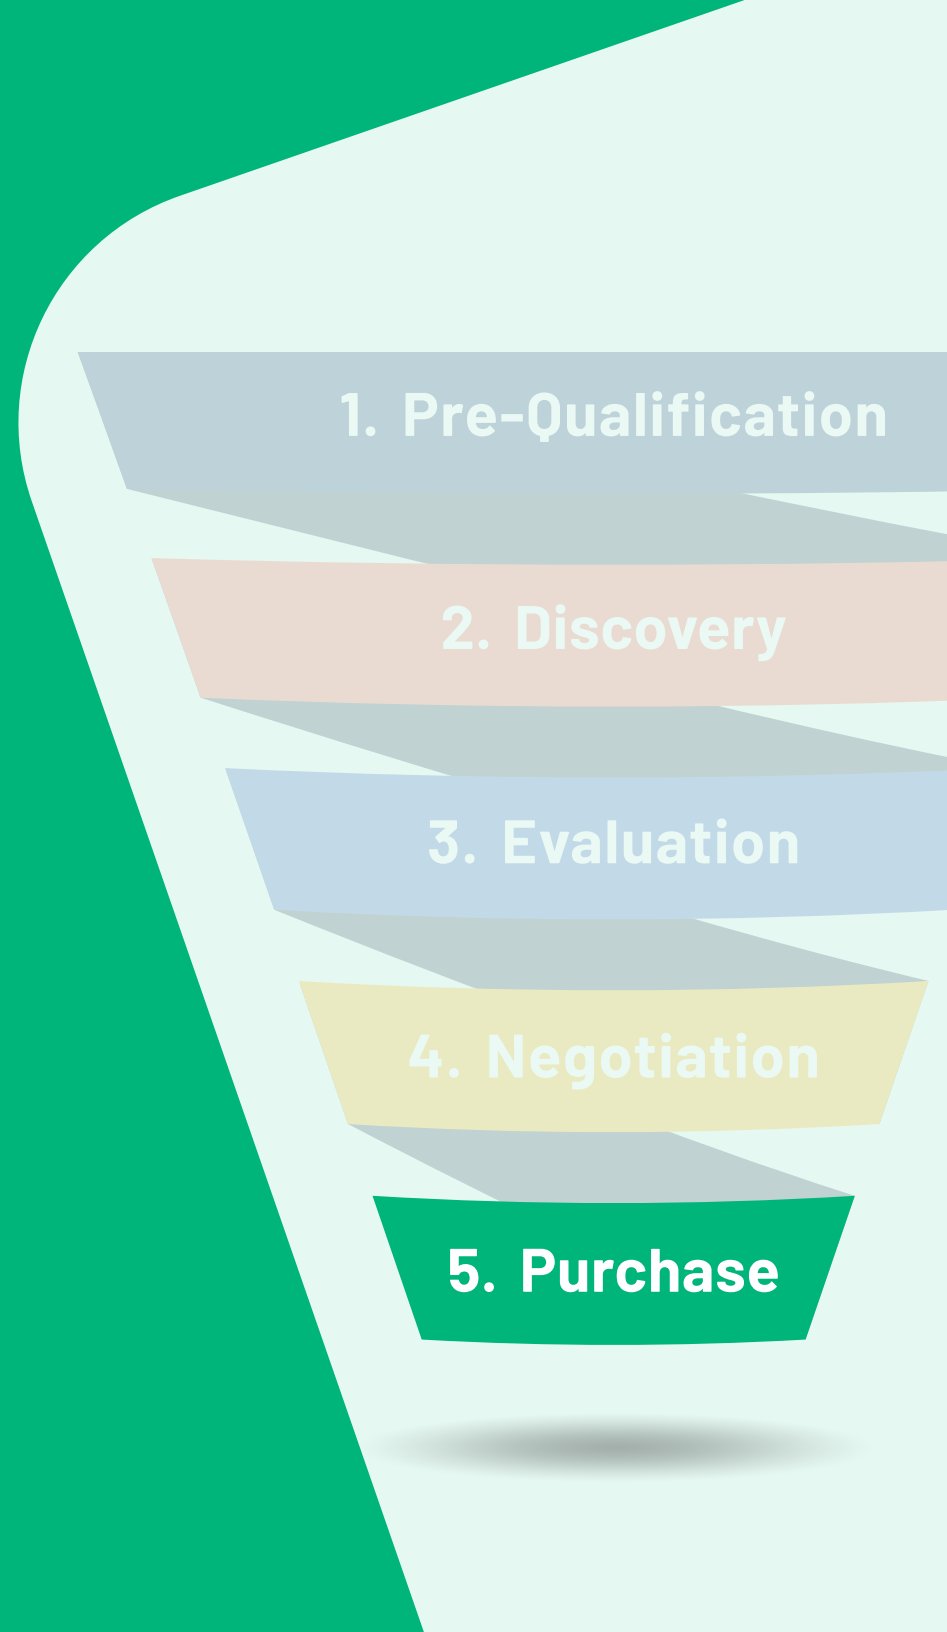 1. Pre-Qualification
2. Discovery
3. Evaluation
4. Negotiation
5. Purchase